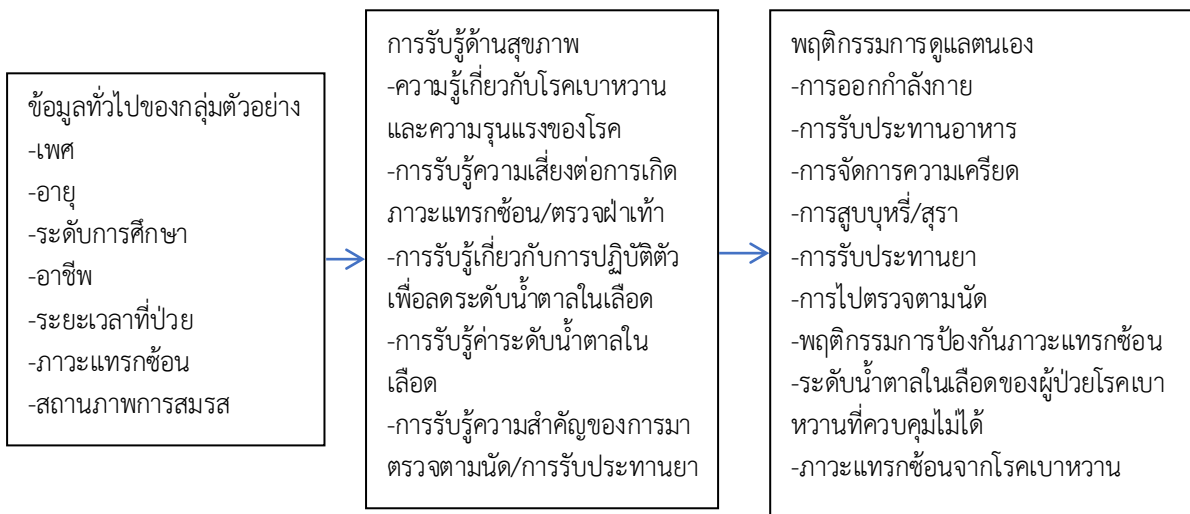 ข้อมูลทั่วไปของกลุ่มตัวอย่าง
-เพศ
-อายุ
-ระดับการศึกษา
-อาชีพ
-ระยะเวลาที่ป่วย
-ภาวะแทรกซ้อน
-สถานภาพการสมรส
การรับรู้ด้านสุขภาพ
-ความรู้เกี่ยวกับโรคเบาหวาน
และความรุนแรงของโรค
-การรับรู้ความเสี่ยงต่อการเกิด
ภาวะแทรกซ้อน/ตรวจฝ่าเท้า
-การรับรู้เกี่ยวกับการปฏิบัติตัว
เพื่อลดระดับน้ำตาลในเลือด
-การรับรู้ค่าระดับน้ำตาลใน
เลือด
-การรับรู้ความสำคัญของการมา
ตรวจตามนัด/การรับประทานยา
พฤติกรรมการดูแลตนเอง
-การออกกำลังกาย
-การรับประทานอาหาร
-การจัดการความเครียด
-การสูบบุหรี่/สุรา
-การรับประทานยา
-การไปตรวจตามนัด
-พฤติกรรมการป้องกันภาวะแทรกซ้อน
-ระดับน้ำตาลในเลือดของผู้ป่วยโรคเบา
หวานที่ควบคุมไม่ได้
-ภาวะแทรกซ้อนจากโรคเบาหวาน